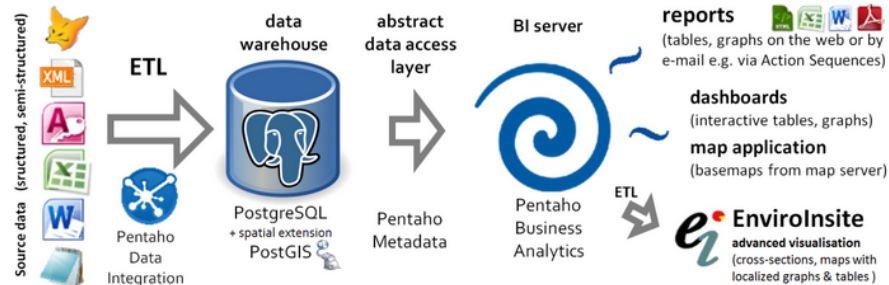 Source data (sructured, semi-structured)
XML
ETL
Pentaho
Data
Integration
data
warehouse
PostgreSQL
+ spatial extension
PostGIS
abstract
data access
layer
Pentaho
Metadata
BI server
Pentaho
Business
Analytics
reports
(tables, graphs on the web or by
e-mail e.g. via Action Sequences)
dashboards
(interactive tables, graphs)
map application
(basemaps from map server)
ETL
ei
EnviroInsite
advanced visualisation
(cross-sections, maps with
localized graphs & tables )